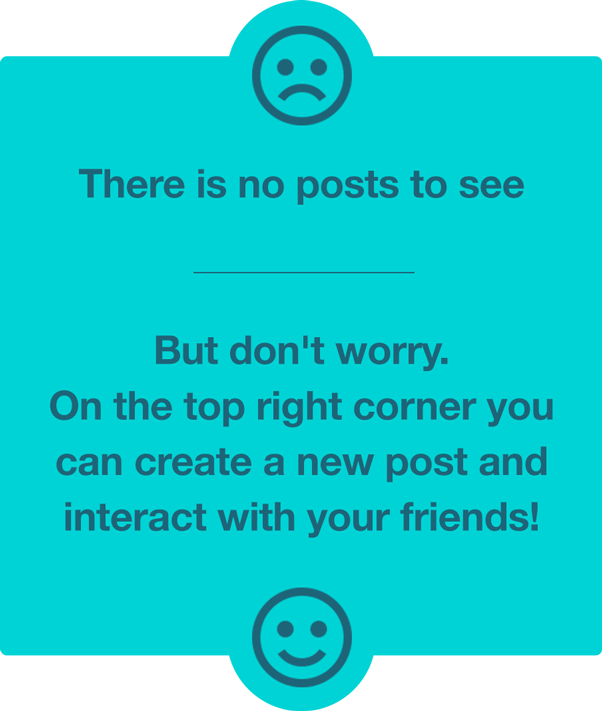 There is no posts to see
But don't worry.
On the top right corner you
can create a new post and
interact with your friends!